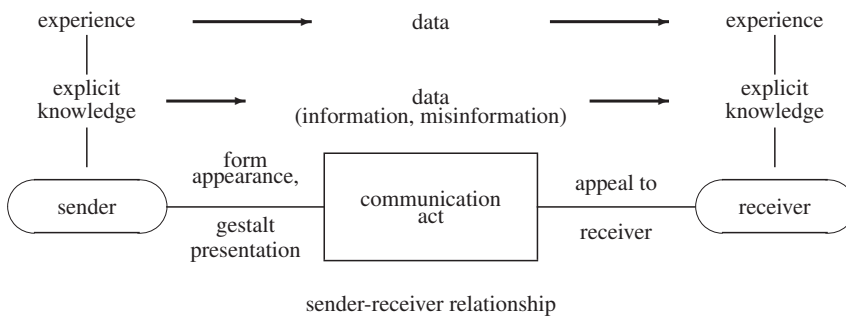 experience data experience
explicit knowledge data (information, misinformation) explicit knowledge
form
appearance,
sender communication act appeal to receiver
gestalt
presentation
receiver
sender-receiver relationship